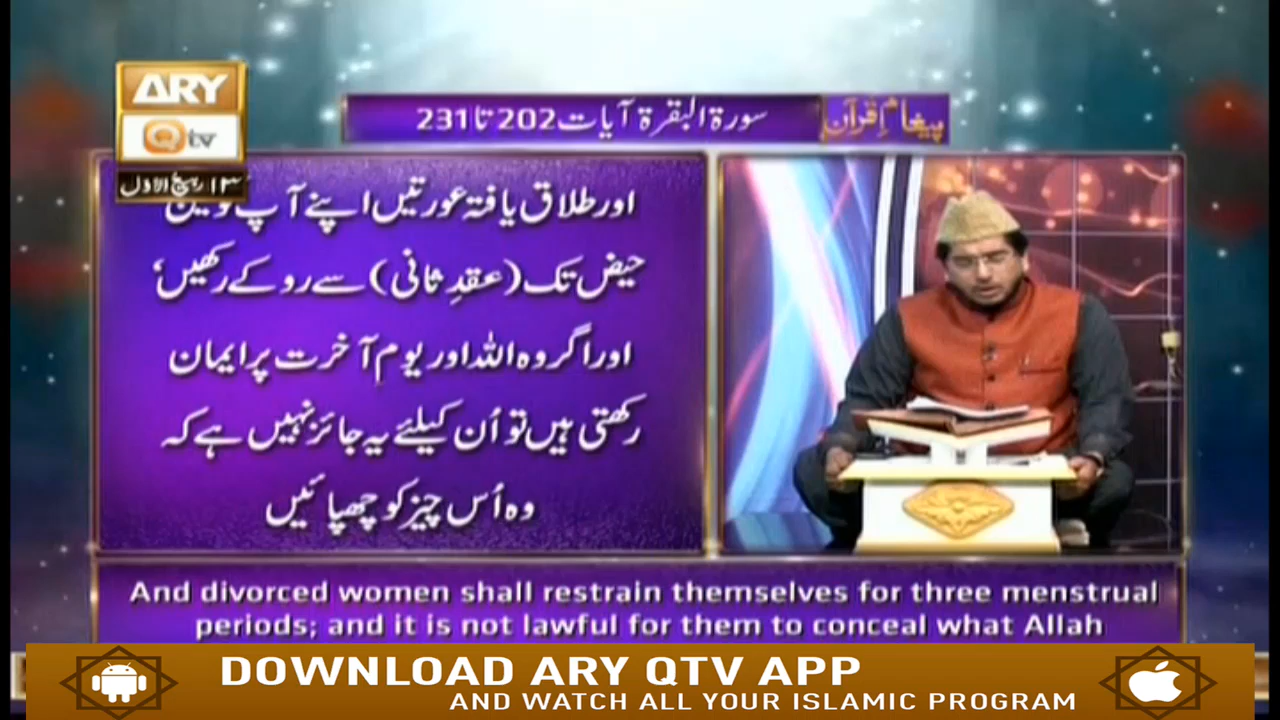 ARY
Qtv
۱۳ ربیع الاول
پیغامِ قرآن
سورۃ البقرۃ آیات 202 تا 231
اور طلاق یافتہ عورتیں اپنے آپ کو تین
حیض تک (عقدِ ثانی) سے روکے رکھیں؛
اور اگر وہ اللہ اور یومِ آخرت پر ایمان
رکھتی ہیں تو اُن کیلئے یہ جائز نہیں ہے کہ
وہ اُس چیز کو چھپائیں
And divorced women shall restrain themselves for three menstrual
periods; and it is not lawful for them to conceal what Allah
DOWNLOAD ARY QTV APP
AND WATCH ALL YOUR ISLAMIC PROGRAM